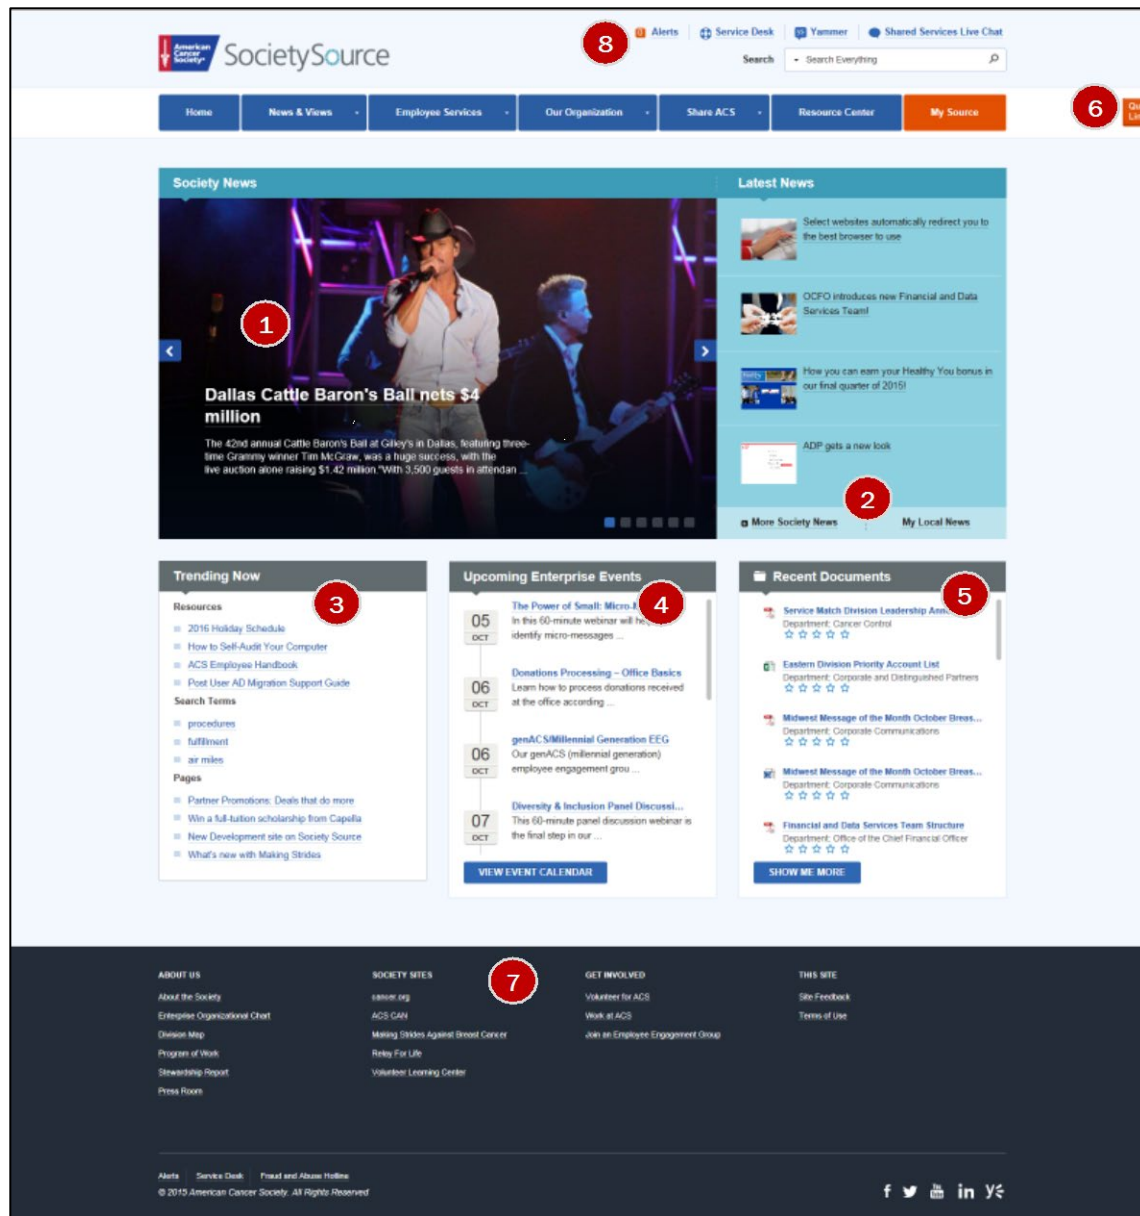 8
Alerts
Service Desk
Yammer
Shared Services Live Chat
American
Cancer
Society
SocietySource
Search
Search Everything
Home
News & Views
Employee Services
Our Organization
Share ACS
Resource Center
My Source
6
Society News
Latest News
1
Dallas Cattle Baron's Ball nets $4
million
The 42nd annual Cattle Baron's Ball at Gilley's in Dallas, featuring three-
time Grammy winner Tim McGraw, was a huge success, with the
live auction alone raising $1.42 million."With 3,500 guests in attendan ...
Select websites automatically redirect you to
the best browser to use
OCFO introduces new Financial and Data
Services Team!
How you can earn your Healthy You bonus in
our final quarter of 2015!
ADP gets a new look
2
More Society News
My Local News
Trending Now
3
Resources
2016 Holiday Schedule
How to Self-Audit Your Computer
ACS Employee Handbook
Post User AD Migration Support Guide
Search Terms
procedures
fulfillment
air miles
Pages
Partner Promotions: Deals that do more
Win a full-tuition scholarship from Capella
New Development site on Society Source
What's new with Making Strides
Upcoming Enterprise Events
4
05
OCT
The Power of Small: Micro-
In this 60-minute webinar will
identify micro-messages ...
06
OCT
Donations Processing – Office Basics
Learn how to process donations received
at the office according ...
06
OCT
genACS/Millennial Generation EEG
Our genACS (millennial generation)
employee engagement grou ...
07
OCT
Diversity & Inclusion Panel Discussi...
This 60-minute panel discussion webinar is
the final step in our ...
VIEW EVENT CALENDAR
Recent Documents
5
Service Match Division Leadership
Department: Cancer Control
Eastern Division Priority Account List
Department: Corporate and Distinguished Partners
Midwest Message of the Month October Breas...
Department: Corporate Communications
Midwest Message of the Month October Breas...
Department: Corporate Communications
Financial and Data Services Team Structure
Department: Office of the Chief Financial Officer
SHOW ME MORE
7
ABOUT US
About the Society
Enterprise Organizational Chart
Division Map
Program of Work
Stewardship Report
Press Room
SOCIETY SITES
cancer.org
ACS CAN
Making Strides Against Breast Cancer
Relay For Life
Volunteer Learning Center
GET INVOLVED
Volunteer for ACS
Work at ACS
Join an Employee Engagement Group
THIS SITE
Site Feedback
Terms of Use
Alerts
Service Desk
Fraud and Abuse Hotline
© 2015 American Cancer Society. All Rights Reserved